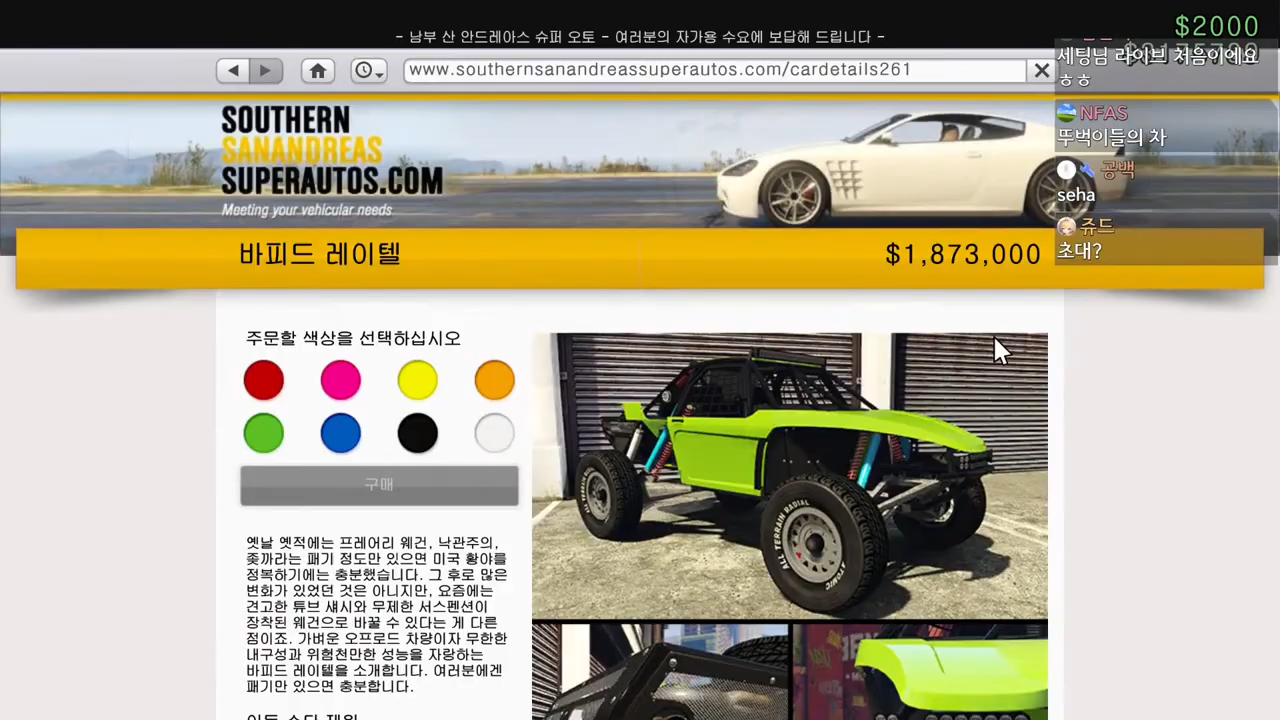 $2000
- 남부 산 안드레아스 슈퍼 오토 - 여러분의 자가용 수요에 보답해 드립니다 -
세팅님 라이브 처음이에요
ㅎㅎ
www.southernsanandreassuperautos.com/cardetails261
NFAS
뚜벅이들의 차
공백
seha
쥬드
초대?
SOUTHERN
SANANDREAS
SUPERAUTOS.COM
Meeting your vehicular needs
바피드 레이텔
$1,873,000
주문할 색상을 선택하십시오
구매
옛날 옛적에는 프레어리 웨건, 낙관주의,
좆까라는 패기 정도만 있으면 미국 황야를
정복하기에는 충분했습니다. 그 후로 많은
변화가 있었던 것은 아니지만, 요즘에는
견고한 튜브 섀시와 무제한 서스펜션이
장착된 웨건으로 바꿀 수 있다는 게 다른
점이죠. 가벼운 오프로드 차량이자 무한한
내구성과 위험천만한 성능을 자랑하는
바피드 레이텔을 소개합니다. 여러분에겐
패기만 있으면 충분합니다.
ALL TERRAIN RADIAL
ATOMIC